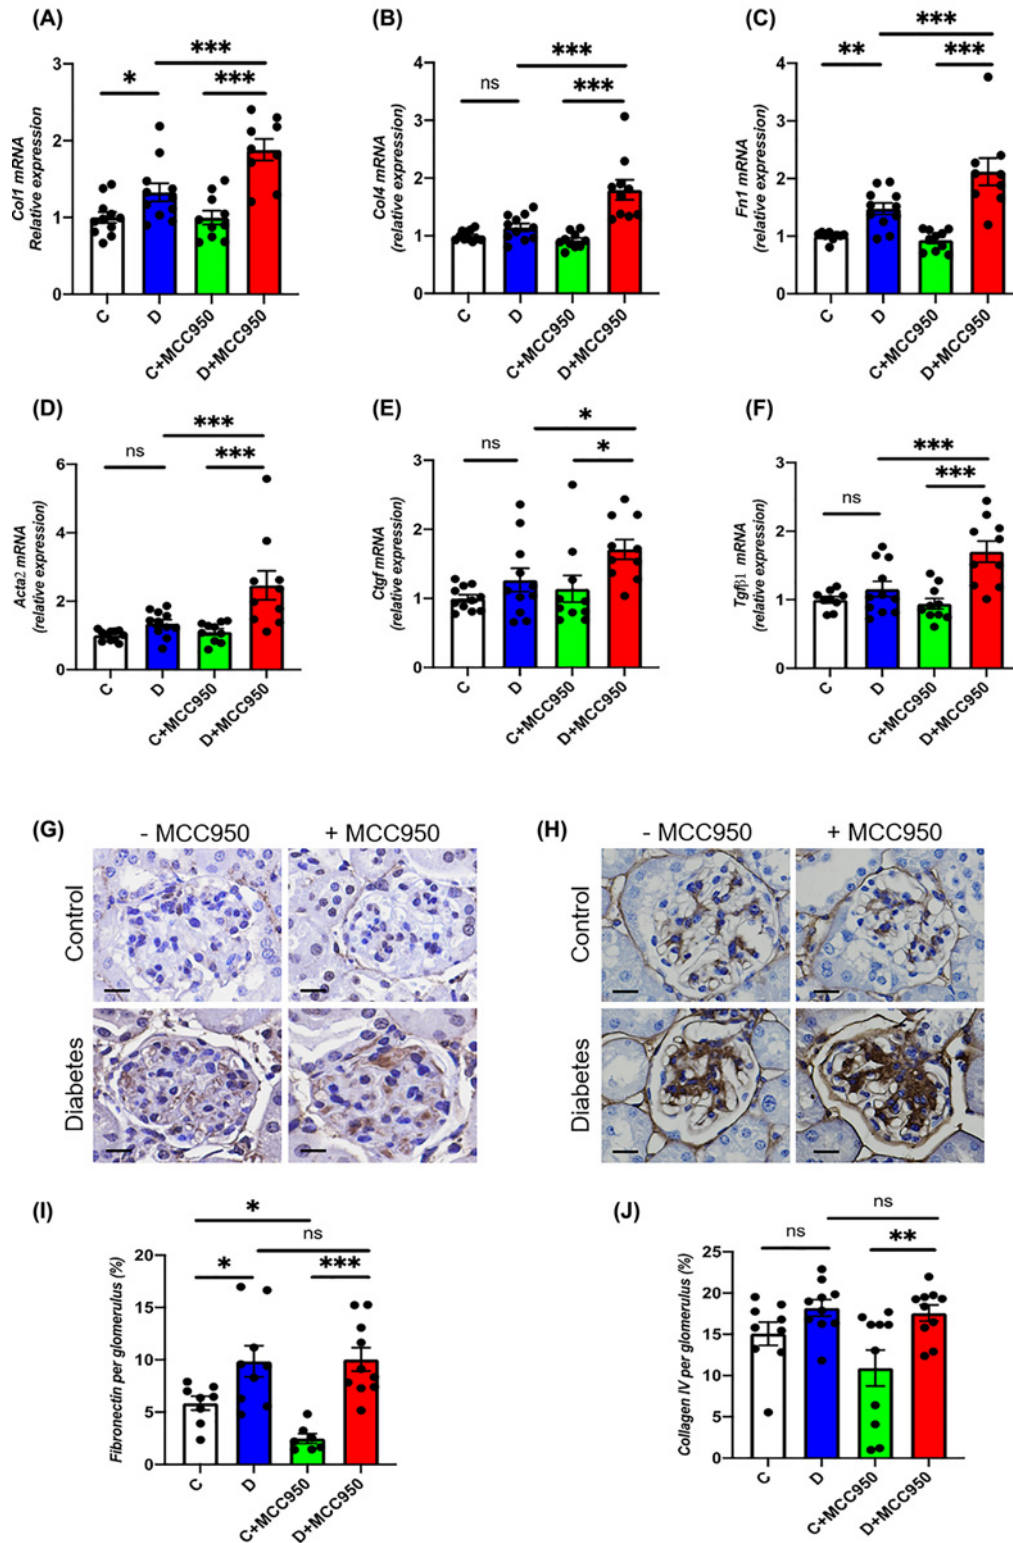 (A)
***
*
***
3
2
1
0
Col1 mRNA
Relative expression)
C
D
C+MCC950
D+MCC950
(B)
***
ns
***
4
3
2
1
0
Col4 mRNA
(relative expression)
C
D
C+MCC950
D+MCC950
(C)
***
**
***
4
3
2
1
0
Fn1 mRNA
(relative expression)
C
D
C+MCC950
D+MCC950
(D)
***
ns
***
6
4
2
0
Acta2 mRNA
(relative expression)
C
D
C+MCC950
D+MCC950
(E)
*
ns
*
3
2
1
0
Ctgf mRNA
(relative expression)
C
D
C+MCC950
D+MCC950
(F)
***
ns
***
3
2
1
0
Tgfβ1 mRNA
(relative expression)
C
D
C+MCC950
D+MCC950
(G)
- MCC950 + MCC950
Control
Diabetes
(H)
- MCC950 + MCC950
Control
Diabetes
(I)
*
ns
*
***
20
15
10
5
0
Fibronectin per glomerulus (%)
C
D
C+MCC950
D+MCC950
(J)
ns
ns
**
25
20
15
10
5
0
Collagen IV per glomerulus (%)
C
D
C+MCC950
D+MCC950